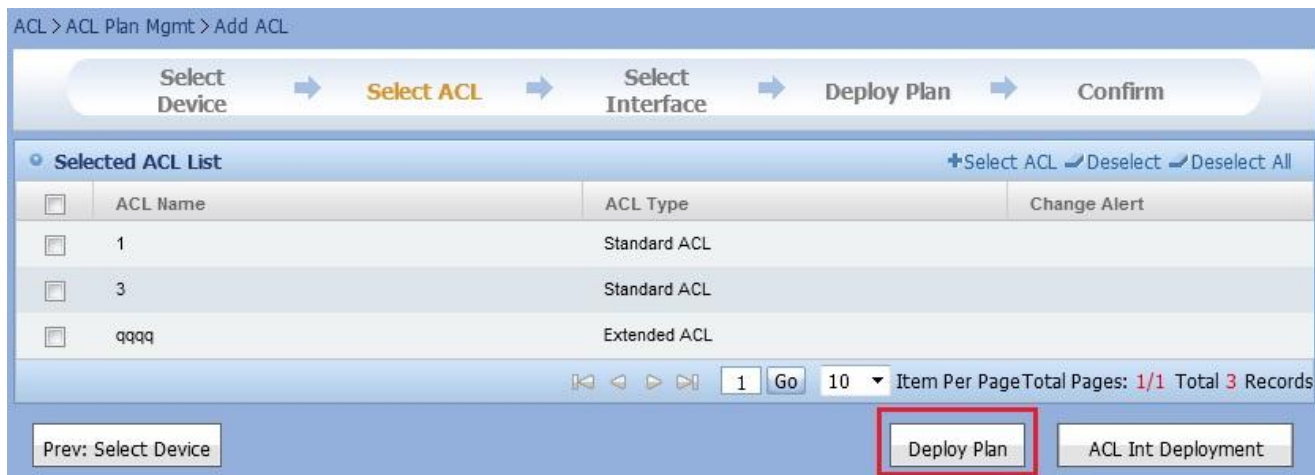 ACL > ACL Plan Mgmt > Add ACL
Select Device
Select ACL
Select Interface
Deploy Plan
Confirm
Selected ACL List
Select ACL Deselect Deselect All
ACL Name ACL Type Change Alert
1 Standard ACL
3 Standard ACL
qqqq Extended ACL
1 Go 10 Item Per PageTotal Pages: 1/1 Total 3 Records
Prev: Select Device Deploy Plan ACL Int Deployment